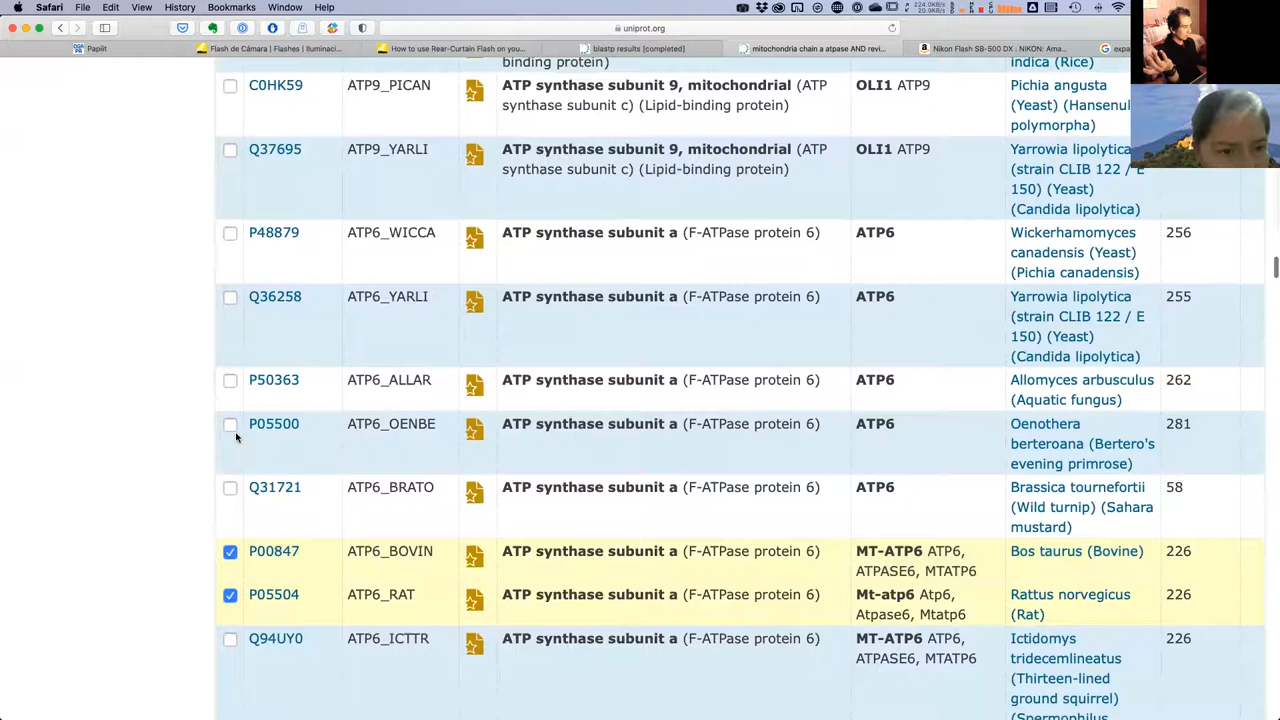 Safari File Edit View History Bookmarks Window Help
224.0KB/s
20.9KB/s
uniprot.org
Papiit
Flash de Cámara | Flashes | Iluminaci...
How to use Rear-Curtain Flash on you...
blastp results [completed]
mitochondria chain a atpase AND revi...
Nikon Flash SB-500 DX : NIKON: Ama...
expa
binding protein)
indica (Rice)
C0HK59 ATP9_PICAN ATP synthase subunit 9, mitochondrial (ATP OLI1 ATP9 Pichia angusta
synthase subunit c) (Lipid-binding protein) (Yeast) (Hansenul
polymorpha)
Q37695 ATP9_YARLI ATP synthase subunit 9, mitochondrial (ATP OLI1 ATP9 Yarrowia lipolytica
synthase subunit c) (Lipid-binding protein) (strain CLIB 122 / E
150) (Yeast)
(Candida lipolytica)
P48879 ATP6_WICCA ATP synthase subunit a (F-ATPase protein 6) ATP6 Wickerhamomyces 256
canadensis (Yeast)
(Pichia canadensis)
Q36258 ATP6_YARLI ATP synthase subunit a (F-ATPase protein 6) ATP6 Yarrowia lipolytica 255
(strain CLIB 122 / E
150) (Yeast)
(Candida lipolytica)
P50363 ATP6_ALLAR ATP synthase subunit a (F-ATPase protein 6) ATP6 Allomyces arbusculus 262
(Aquatic fungus)
P05500 ATP6_OENBE ATP synthase subunit a (F-ATPase protein 6) ATP6 Oenothera 281
berteroana (Bertero's
evening primrose)
Q31721 ATP6_BRATO ATP synthase subunit a (F-ATPase protein 6) ATP6 Brassica tournefortii 58
(Wild turnip) (Sahara
mustard)
P00847 ATP6_BOVIN ATP synthase subunit a (F-ATPase protein 6) MT-ATP6 ATP6, Bos taurus (Bovine) 226
ATPASE6, MTATP6
P05504 ATP6_RAT ATP synthase subunit a (F-ATPase protein 6) Mt-atp6 Atp6, Rattus norvegicus 226
Atpase6, Mtatp6 (Rat)
Q94UY0 ATP6_ICTTR ATP synthase subunit a (F-ATPase protein 6) MT-ATP6 ATP6, Ictidomys 226
ATPASE6, MTATP6 tridecemlineatus
(Thirteen-lined
ground squirrel)
(Spermophilus